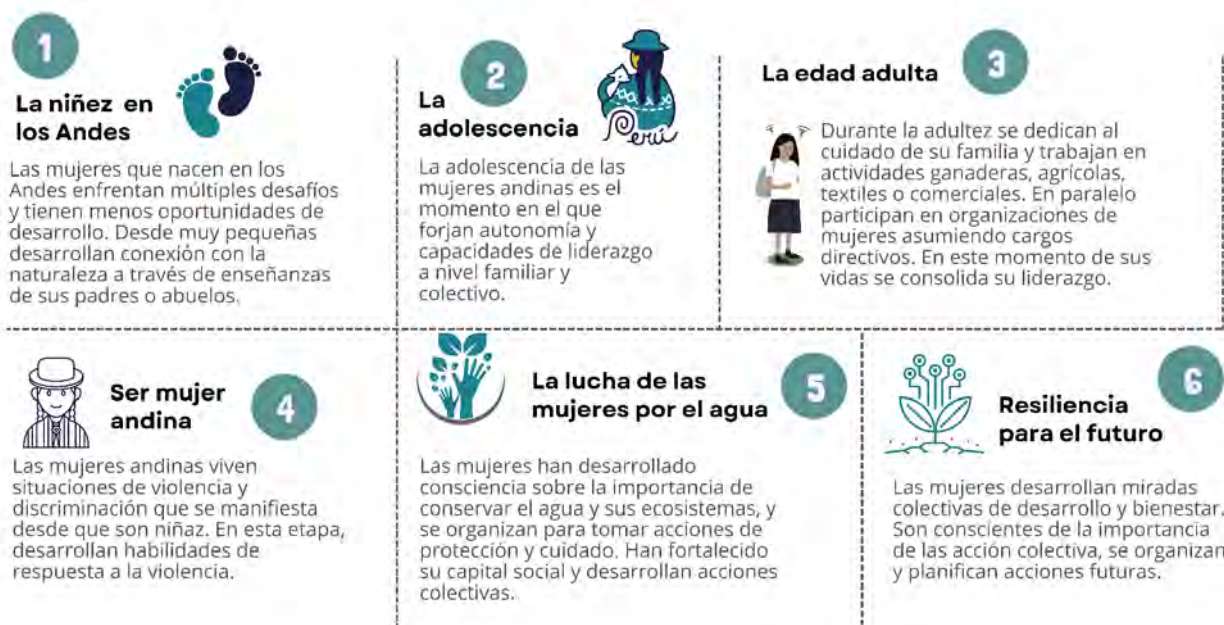 1
La niñez en
los Andes
Las mujeres que nacen en los
Andes enfrentan múltiples desafíos
y tienen menos oportunidades de
desarrollo. Desde muy pequeñas
desarrollan conexión con la
naturaleza a través de enseñanzas
de sus padres o abuelos.
2
La
adolescencia
Perú
La adolescencia de las
mujeres andinas es el
momento en el que
forjan autonomía y
capacidades de liderazgo
a nivel familiar y
colectivo.
3
La edad adulta
Durante la adultez se dedican al
cuidado de su familia y trabajan en
actividades ganaderas, agrícolas,
textiles o comerciales. En paralelo
participan en organizaciones de
mujeres asumiendo cargos
directivos. En este momento de sus
vidas se consolida su liderazgo.
4
Ser mujer
andina
Las mujeres andinas viven
situaciones de violencia y
discriminación que se manifiesta
desde que son niñaz. En esta etapa,
desarrollan habilidades de
respuesta a la violencia.
5
La lucha de las
mujeres por el agua
Las mujeres han desarrollado
consciencia sobre la importancia de
conservar el agua y sus ecosistemas, y
se organizan para tomar acciones de
protección y cuidado. Han fortalecido
su capital social y desarrollan acciones
colectivas.
6
Resiliencia
para el futuro
Las mujeres desarrollan miradas
colectivas de desarrollo y bienestar.
Son conscientes de la importancia
de las acción colectiva, se organizan
y planifican acciones futuras.